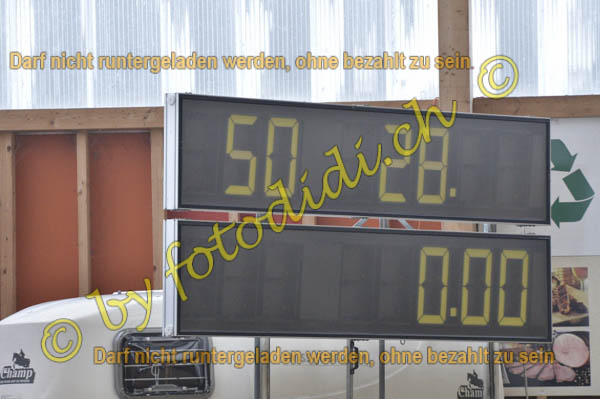 Darf nicht runtergeladen werden, ohne bezahlt zu sein.
50 28.
0.00
© by fotodidi.ch ©
Darf nicht runtergeladen werden, ohne bezahlt zu sein
Champ